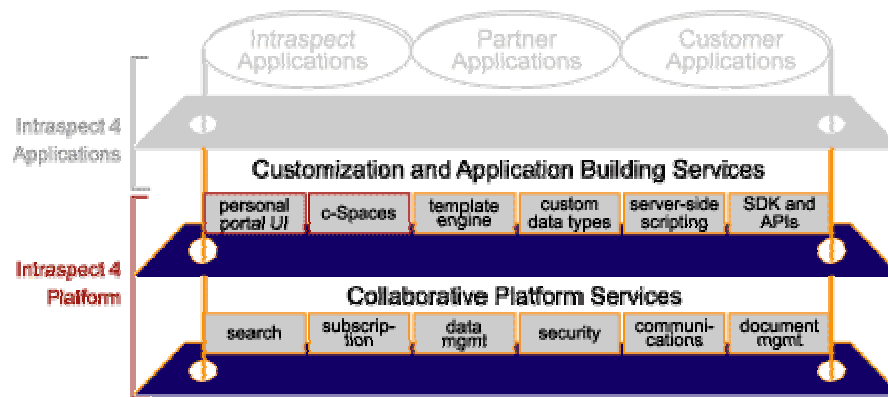 Intraspect
Applications
Partner
Applications
Customer
Applications
Intraspect 4
Applications
Customization and Application Building Services
personal
portal UI
c-Spaces
template
engine
custom
data types
server-side
scripting
SDK and
APIs
Intraspect 4
Platform
Collaborative Platform Services
search
subscrip-
tion
data
mgmt
security
communi-
cations
document
mgmt